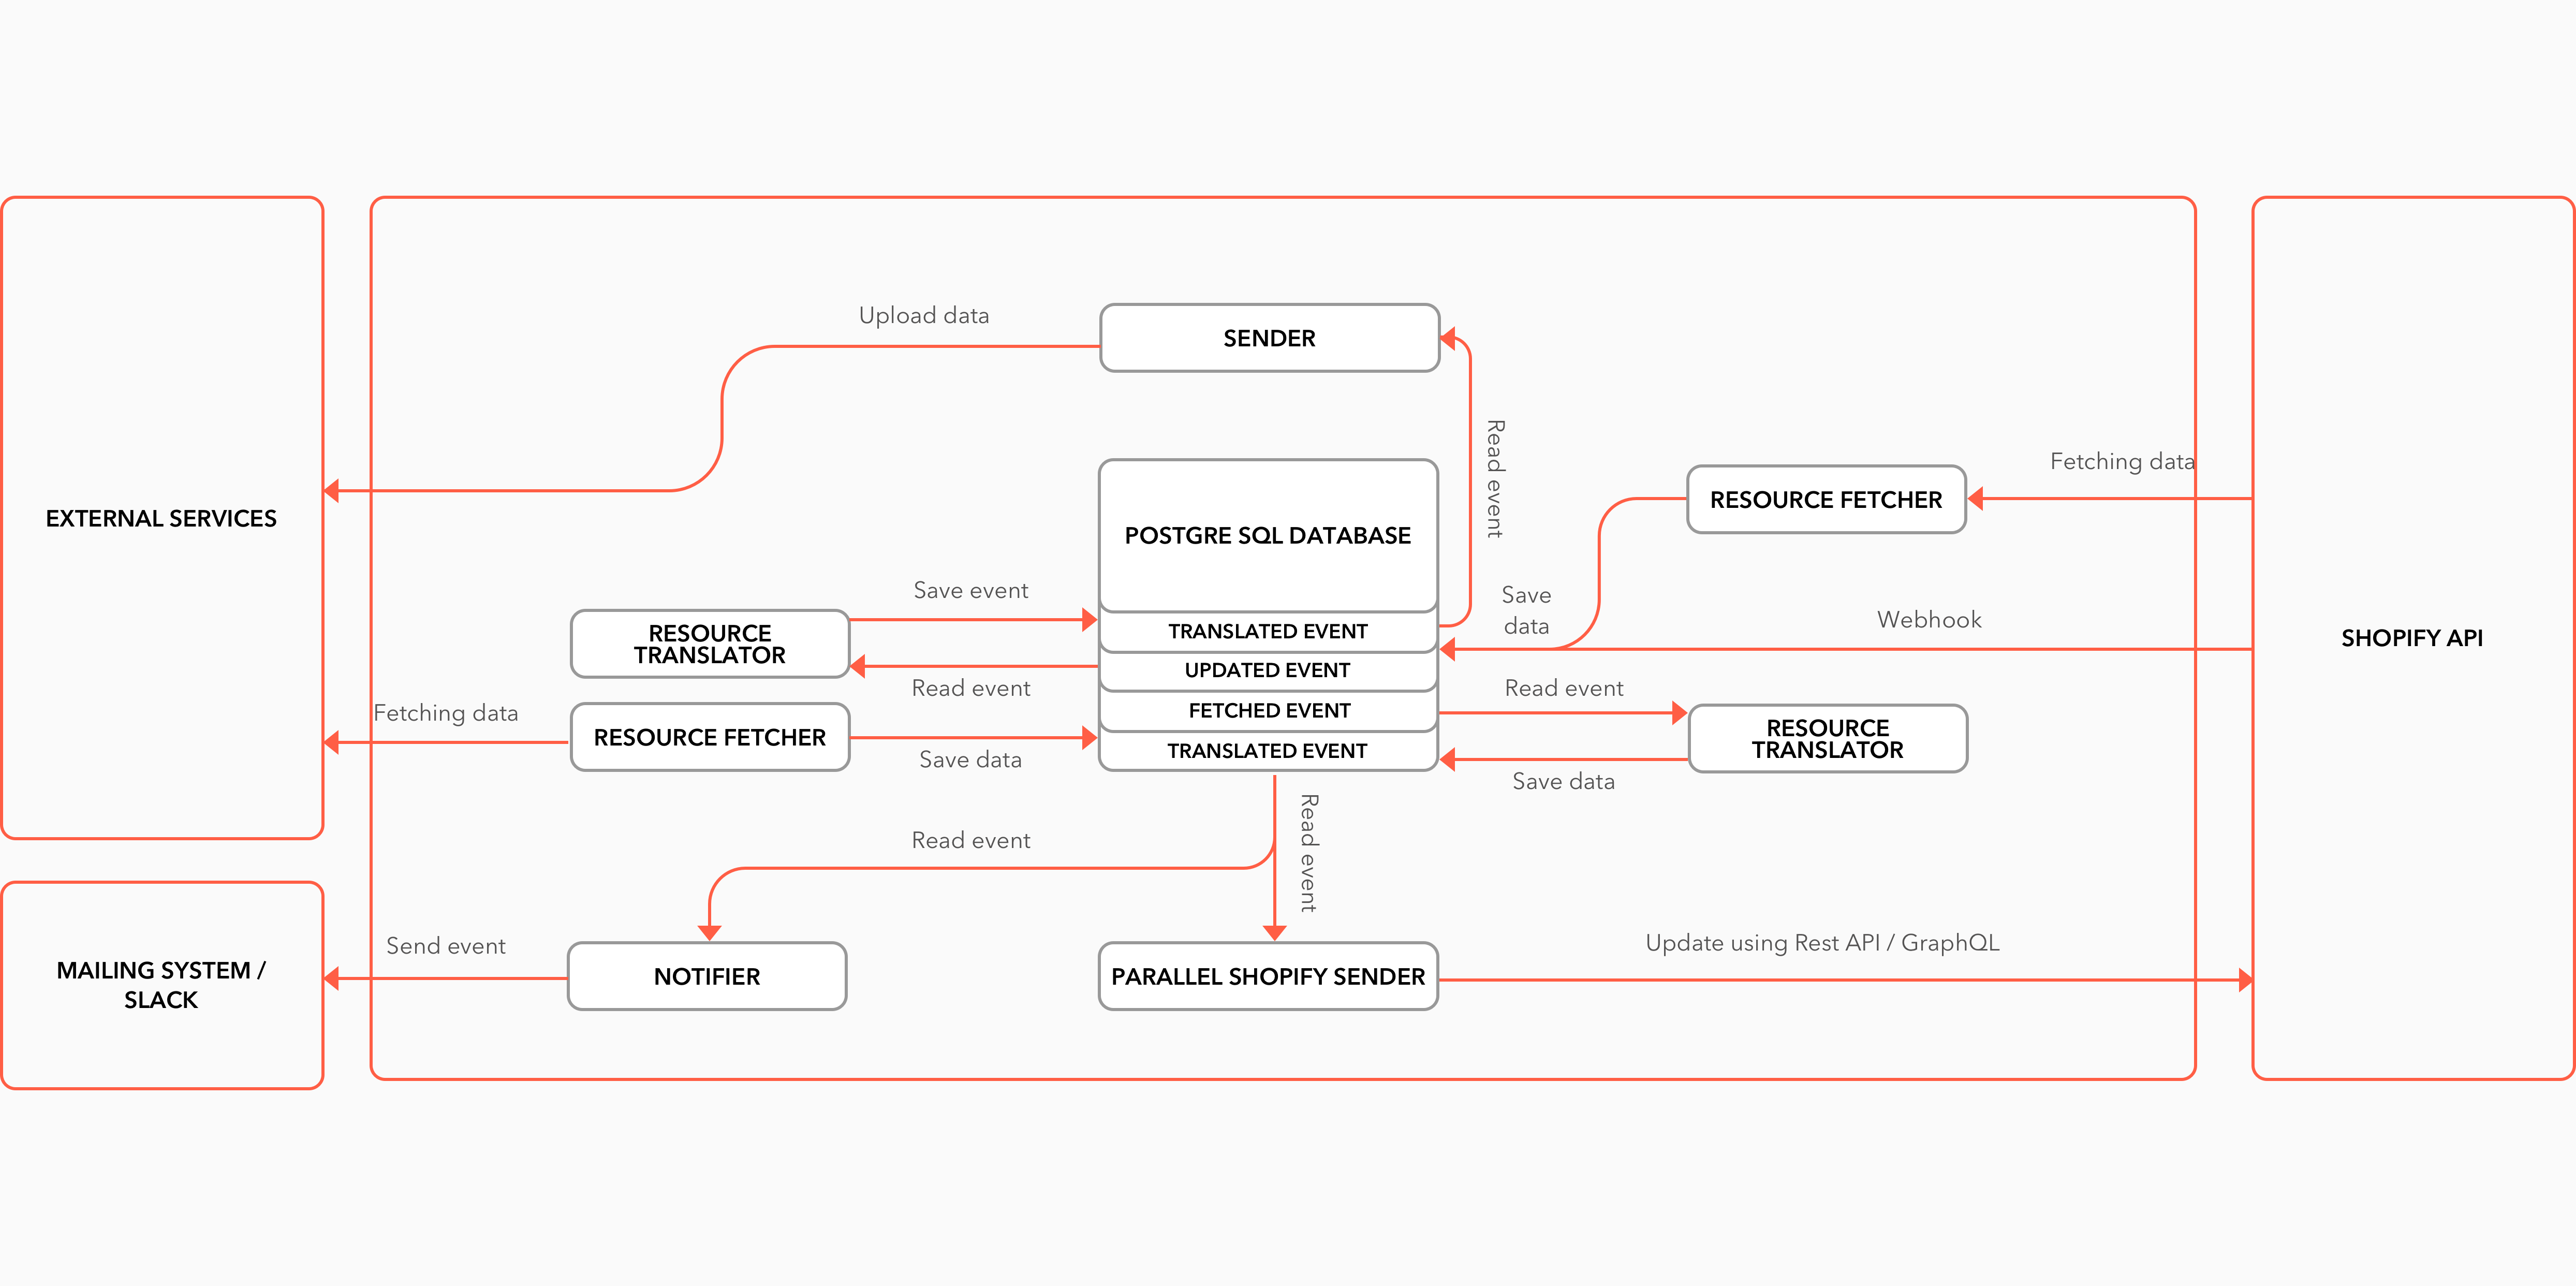 Upload data
SENDER
Read event
Fetching data
RESOURCE FETCHER
EXTERNAL SERVICES
POSTGRE SQL DATABASE
Save event
Save
data
Webhook
SHOPIFY API
RESOURCE
TRANSLATOR
TRANSLATED EVENT
UPDATED EVENT
Read event
Read event
FETCHED EVENT
Fetching data
RESOURCE FETCHER
RESOURCE
TRANSLATOR
TRANSLATED EVENT
Save data
Save data
Read event
Read event
Send event
Update using Rest API / GraphQL
MAILING SYSTEM /
SLACK
NOTIFIER
PARALLEL SHOPIFY SENDER